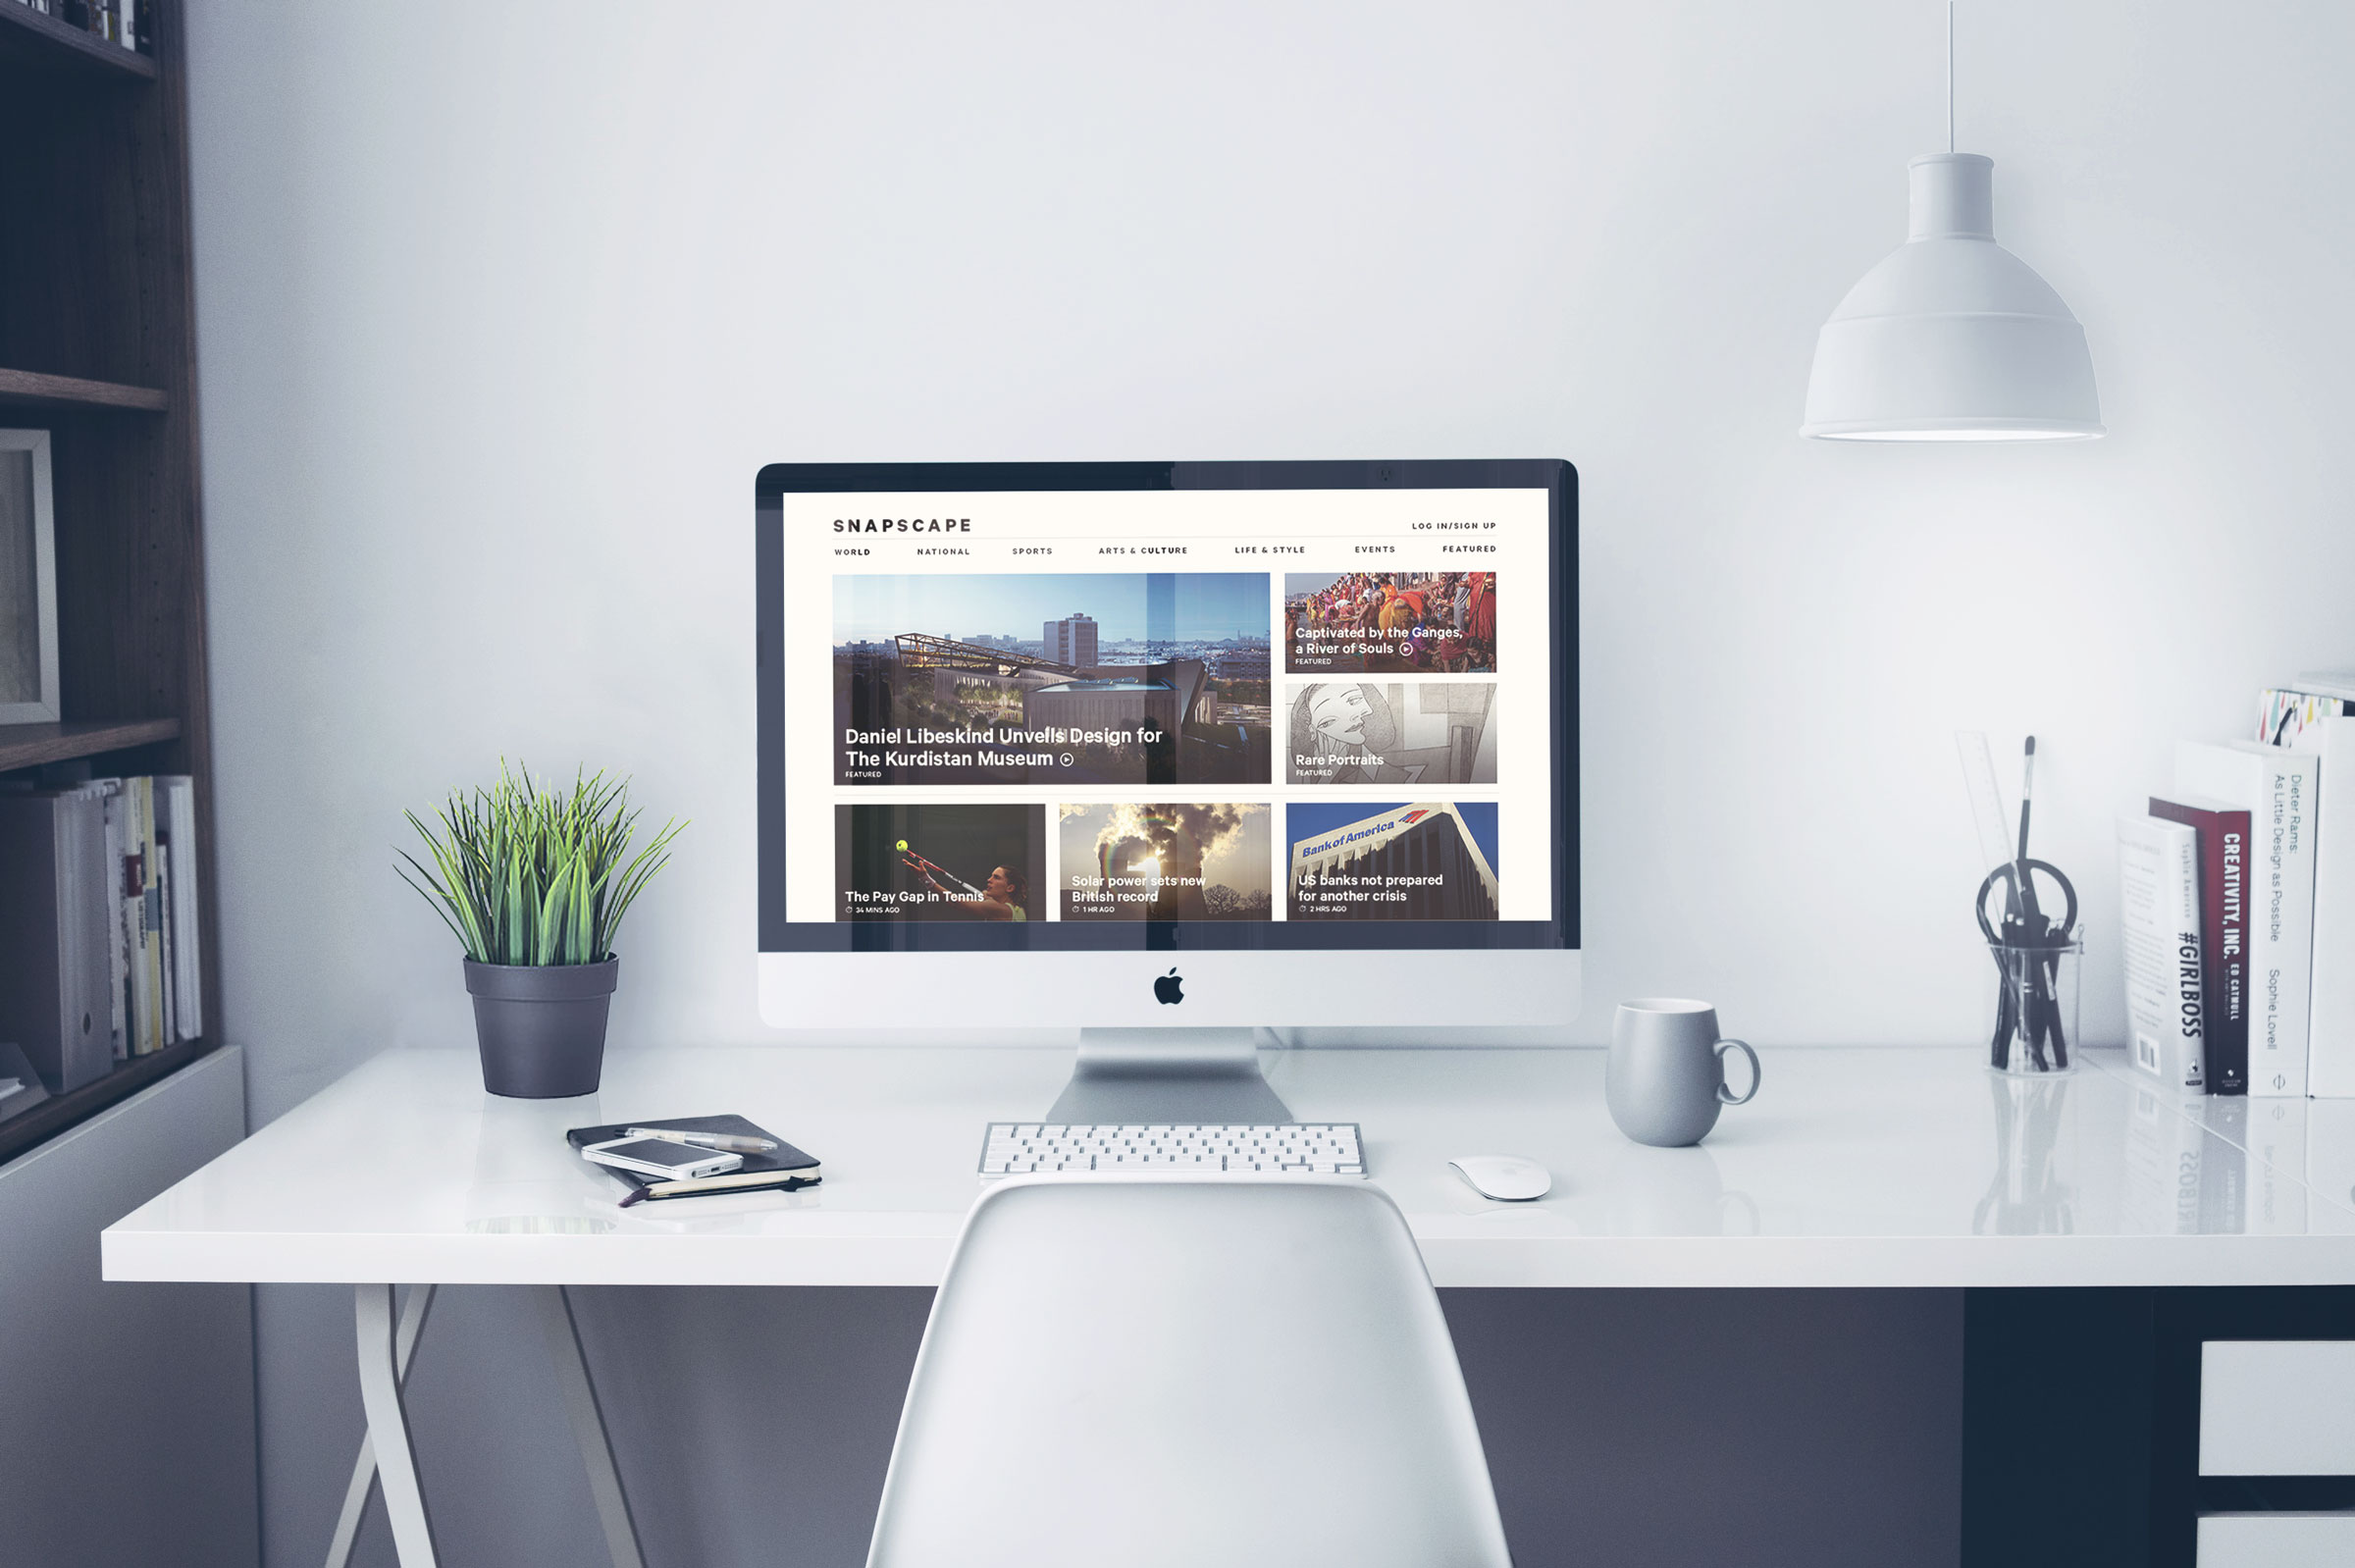 SNAPSCAPE
LOG IN/SIGN UP
WORLD NATIONAL SPORTS ARTS & CULTURE LIFE & STYLE EVENTS FEATURED
Daniel Libeskind Unveils Design for
The Kurdistan Museum
FEATURED
Captivated by the Ganges,
a River of Souls
FEATURED
Rare Portraits
FEATURED
The Pay Gap in Tennis
34 MINS AGO
Solar power sets new
British record
1 HR AGO
Bank of America
US banks not prepared
for another crisis
2 HRS AGO
Sophia Amoruso
#GIRLBOSS
CREATIVITY, INC. ED CATMULL
Dieter Rams:
As Little Design as Possible
Sophie Lovell